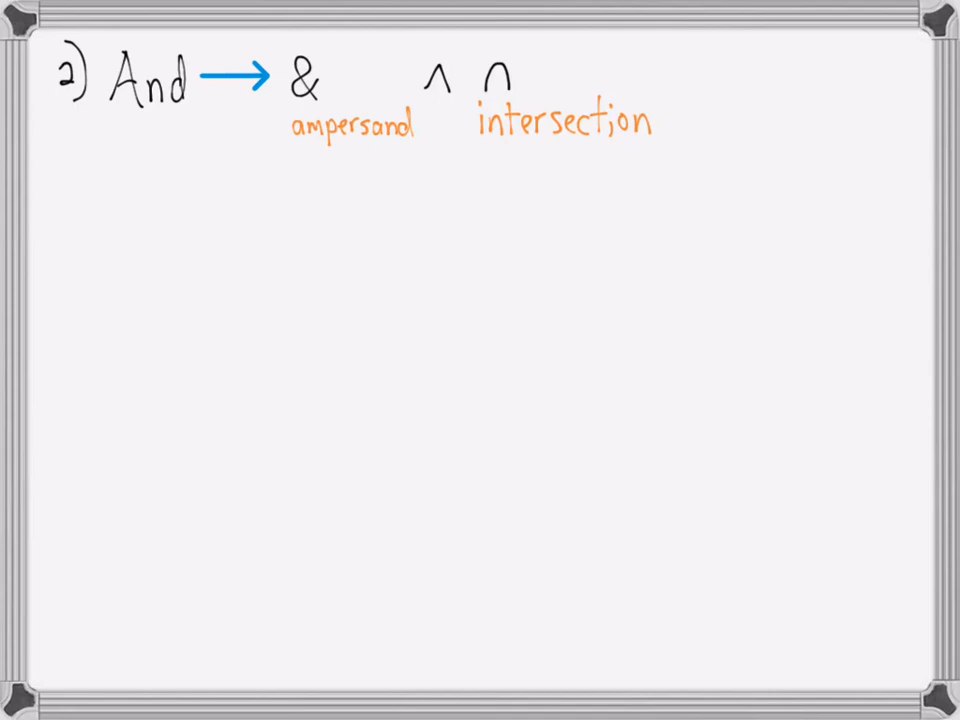 2) And → & ∧ ∩
ampersand intersection